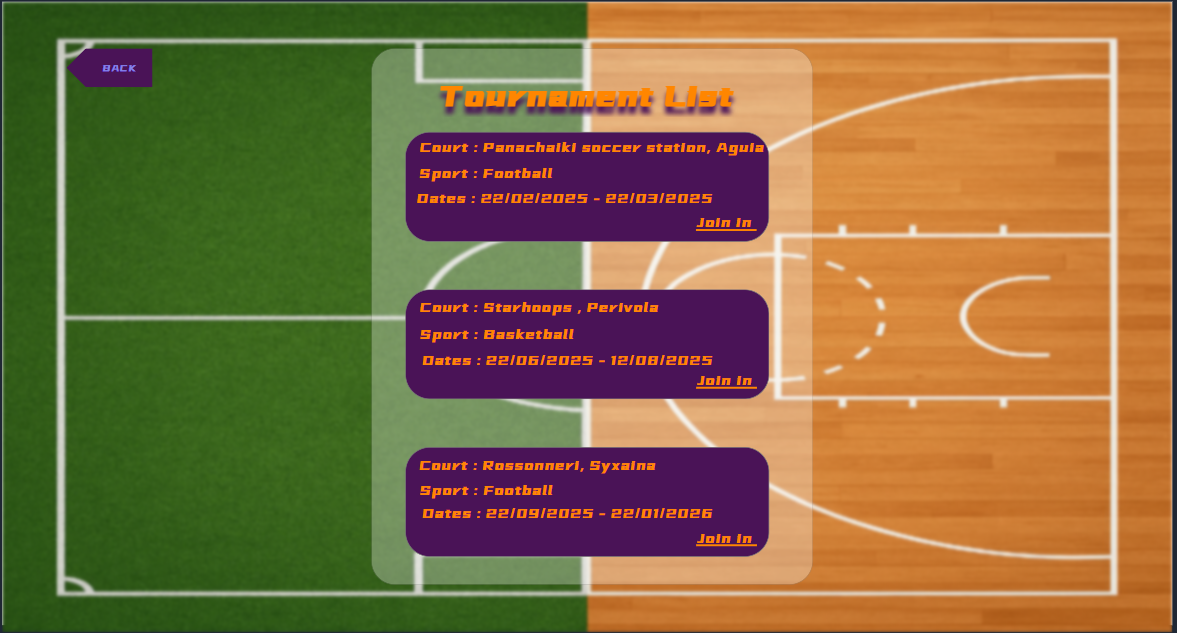 BACK
Tournament List
Court : Panachaiki soccer station, Aguia
Sport : Football
Dates : 22/02/2025 - 22/03/2025
Join in
Court : Starhoops , Perivola
Sport : Basketball
Dates : 22/06/2025 - 12/08/2025
Join in
Court : Rossonneri, Syxaina
Sport : Football
Dates : 22/09/2025 - 22/01/2026
Join in